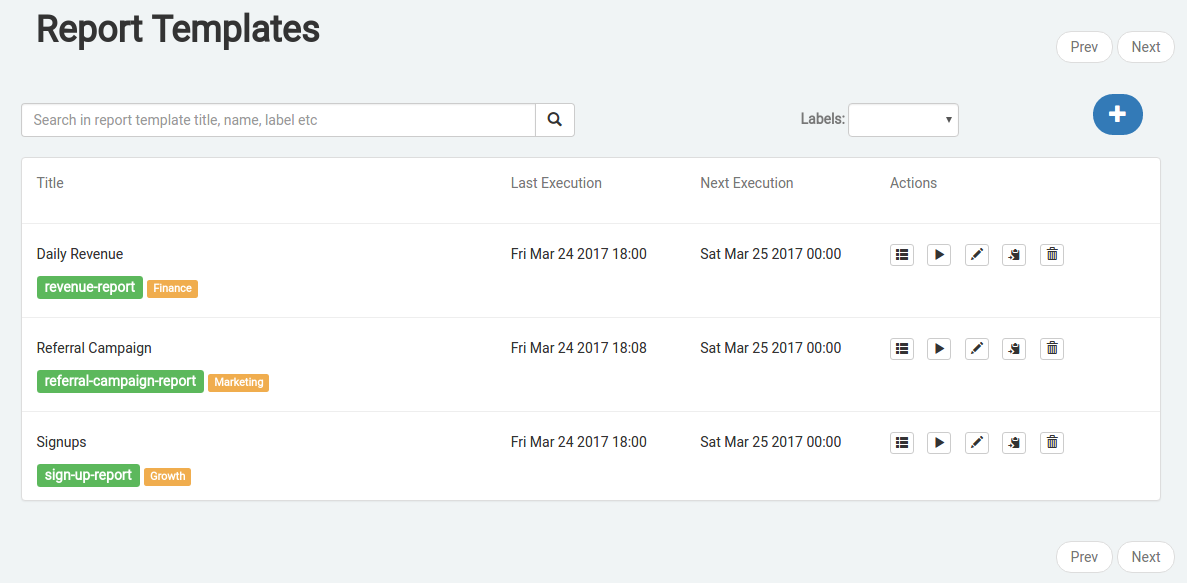 Report Templates
Prev Next
Search in report template title, name, label etc
Labels:
Title Last Execution Next Execution Actions
Daily Revenue Fri Mar 24 2017 18:00 Sat Mar 25 2017 00:00
revenue-report Finance
Referral Campaign Fri Mar 24 2017 18:08 Sat Mar 25 2017 00:00
referral-campaign-report Marketing
Signups Fri Mar 24 2017 18:00 Sat Mar 25 2017 00:00
sign-up-report Growth
Prev Next